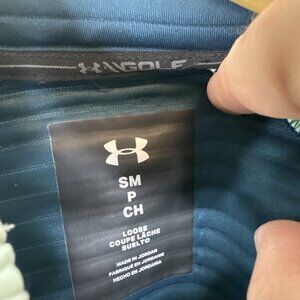 GOLF
SM
P
CH
LOOSE
COUPE LÂCHE
SUELTO
MADE IN JORDAN
FABRIQUÉ EN JORDANIE
HECHO EN JORDANIA